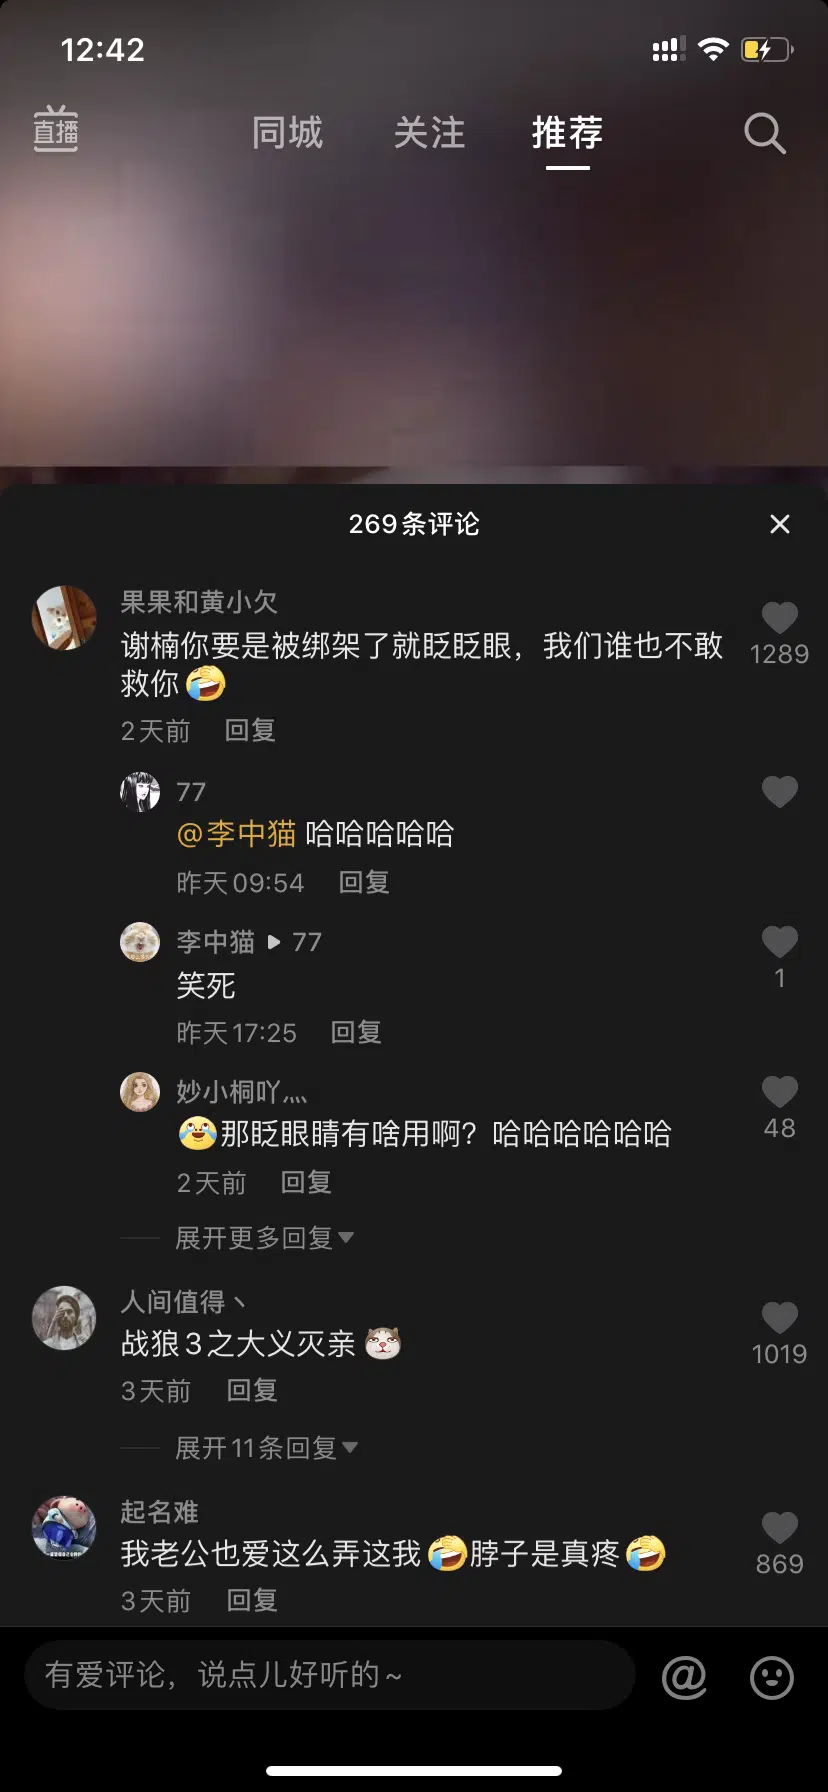 12:42
直播
同城 关注 推荐
269条评论
果果和黄小欠
谢楠你要是被绑架了就眨眨眼，我们谁也不敢
救你🤣
1289
2天前 回复
77
@李中猫 哈哈哈哈哈
昨天09:54 回复
李中猫 ▶ 77
笑死
1
昨天17:25 回复
妙小桐吖灬
😂那眨眼睛有啥用啊？哈哈哈哈哈哈
48
2天前 回复
展开更多回复▼
人间值得丶
战狼3之大义灭亲
1019
3天前 回复
展开11条回复▼
起名难
我老公也爱这么弄这我🤣脖子是真疼🤣
869
3天前 回复
有爱评论，说点儿好听的~
@